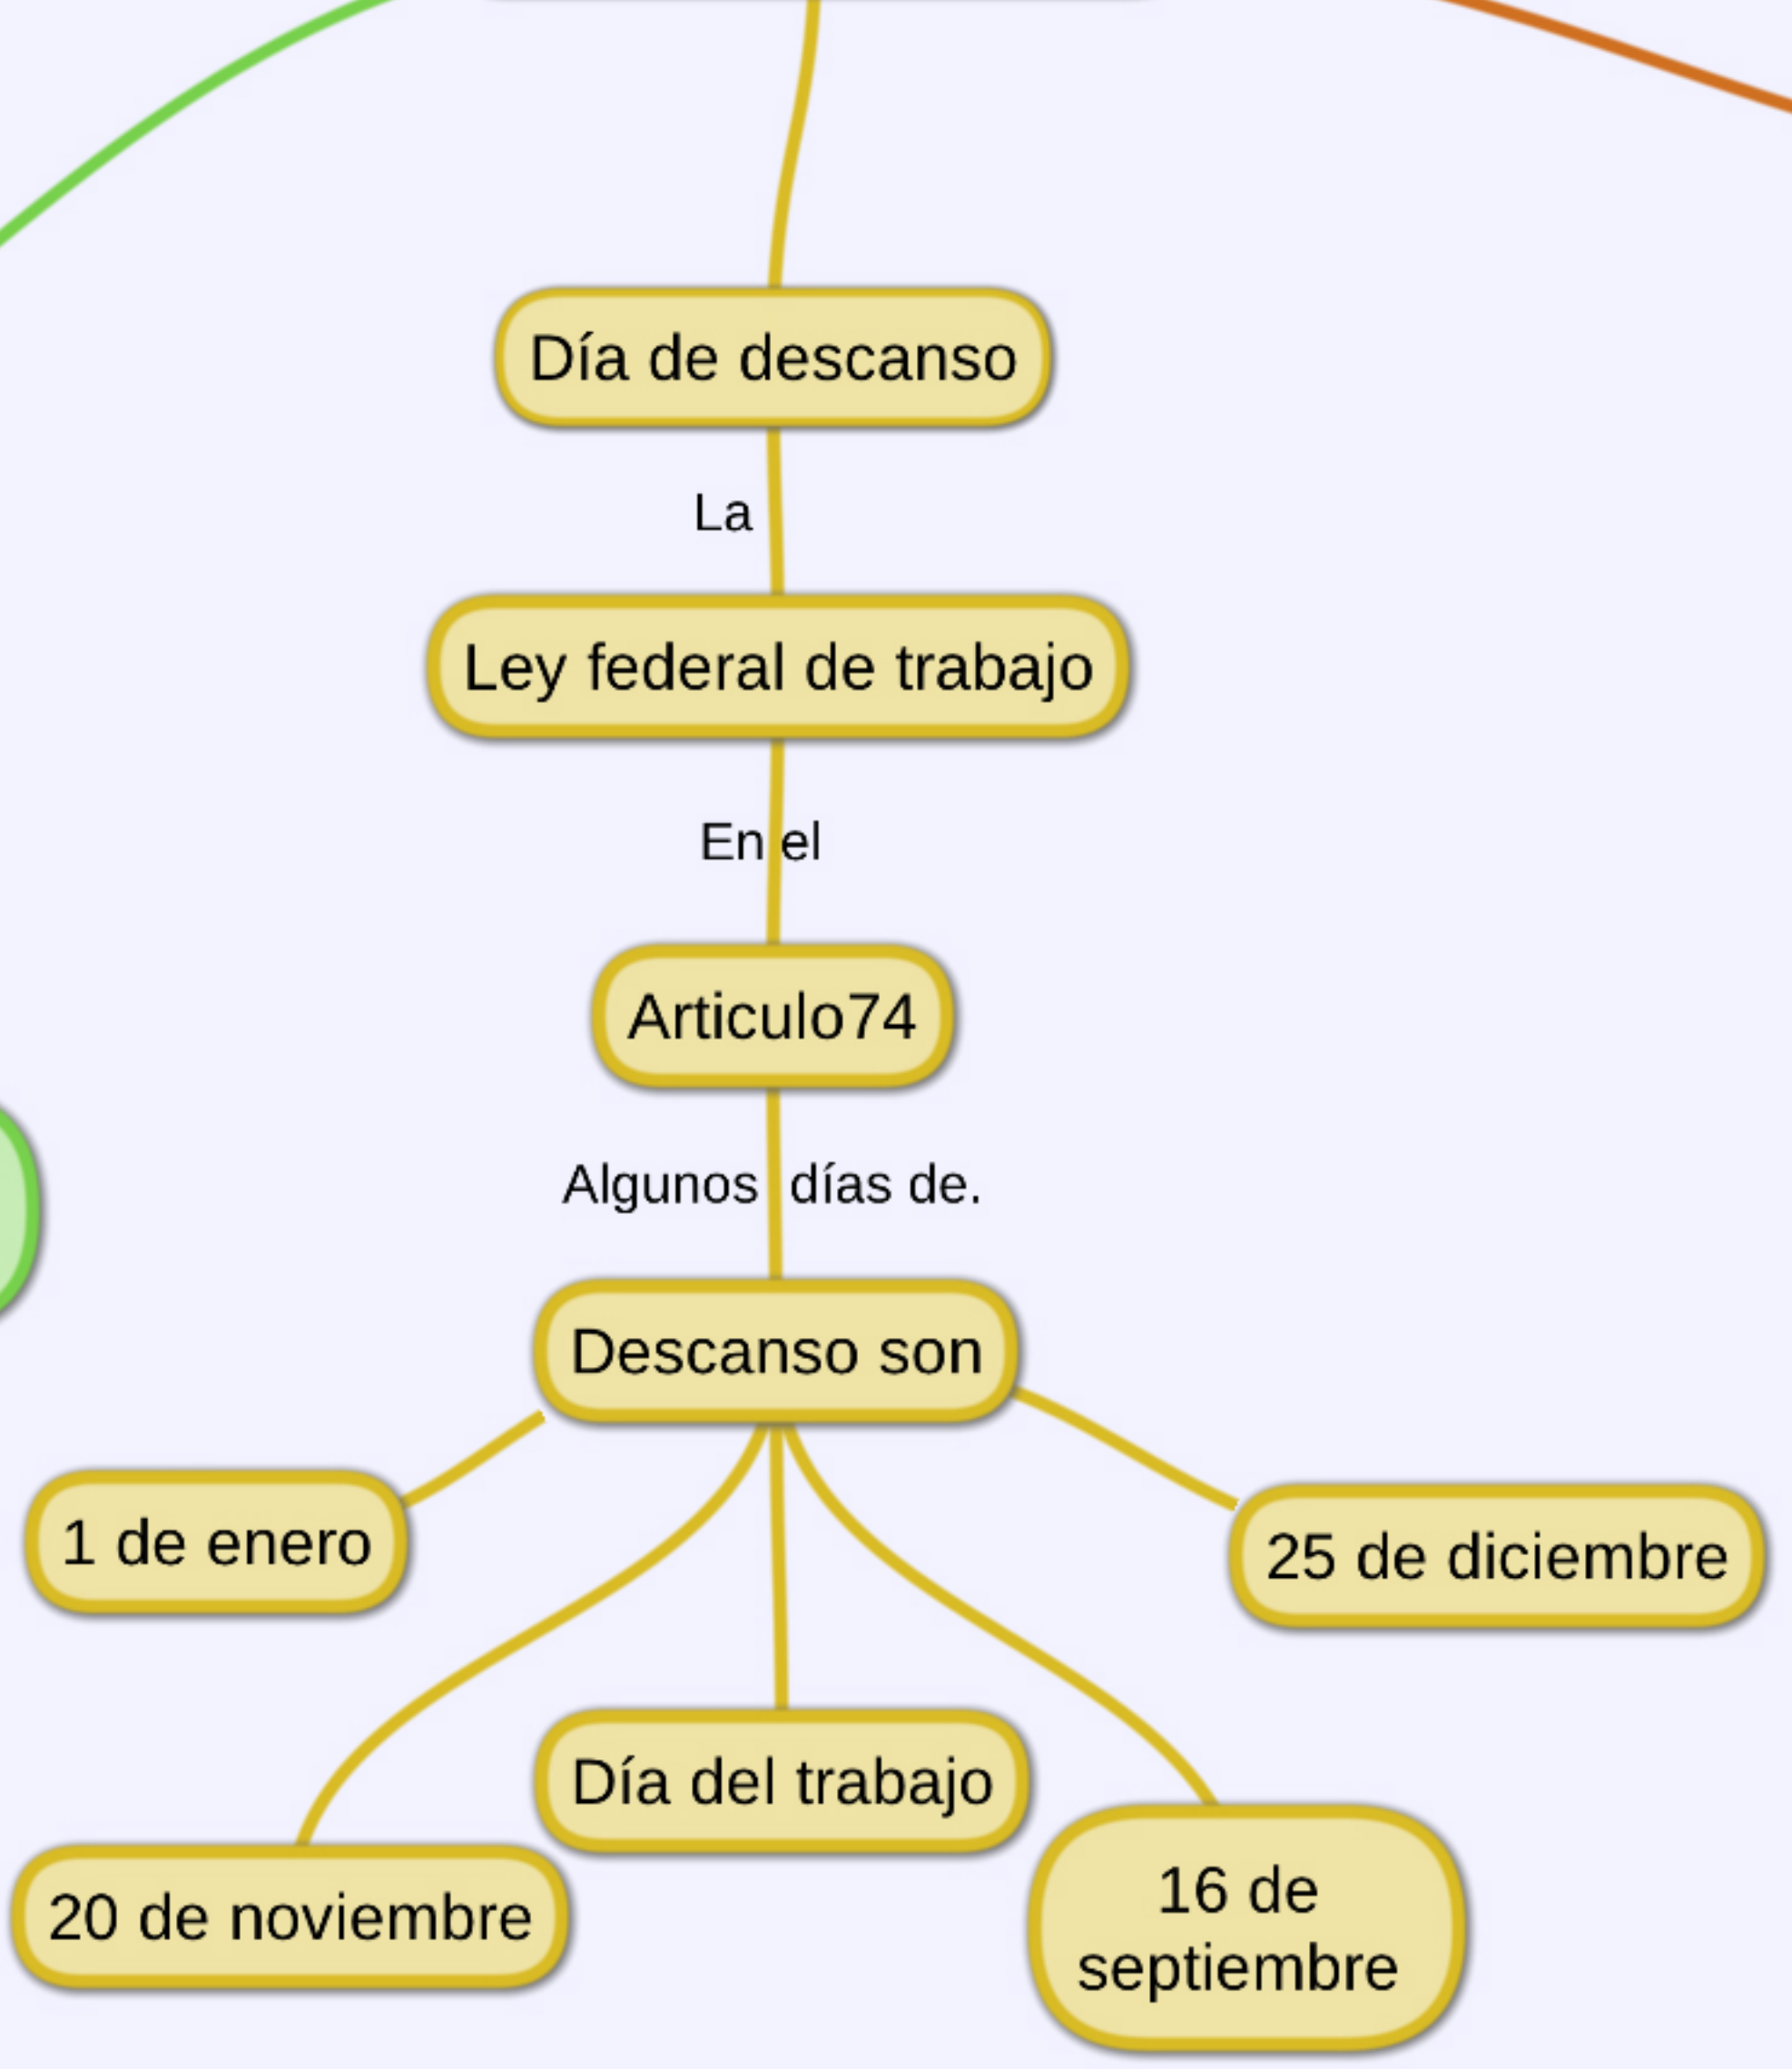 Día de descanso
La
Ley federal de trabajo
En el
Articulo74
Algunos días de.
Descanso son
1 de enero
25 de diciembre
Día del trabajo
20 de noviembre
16 de
septiembre